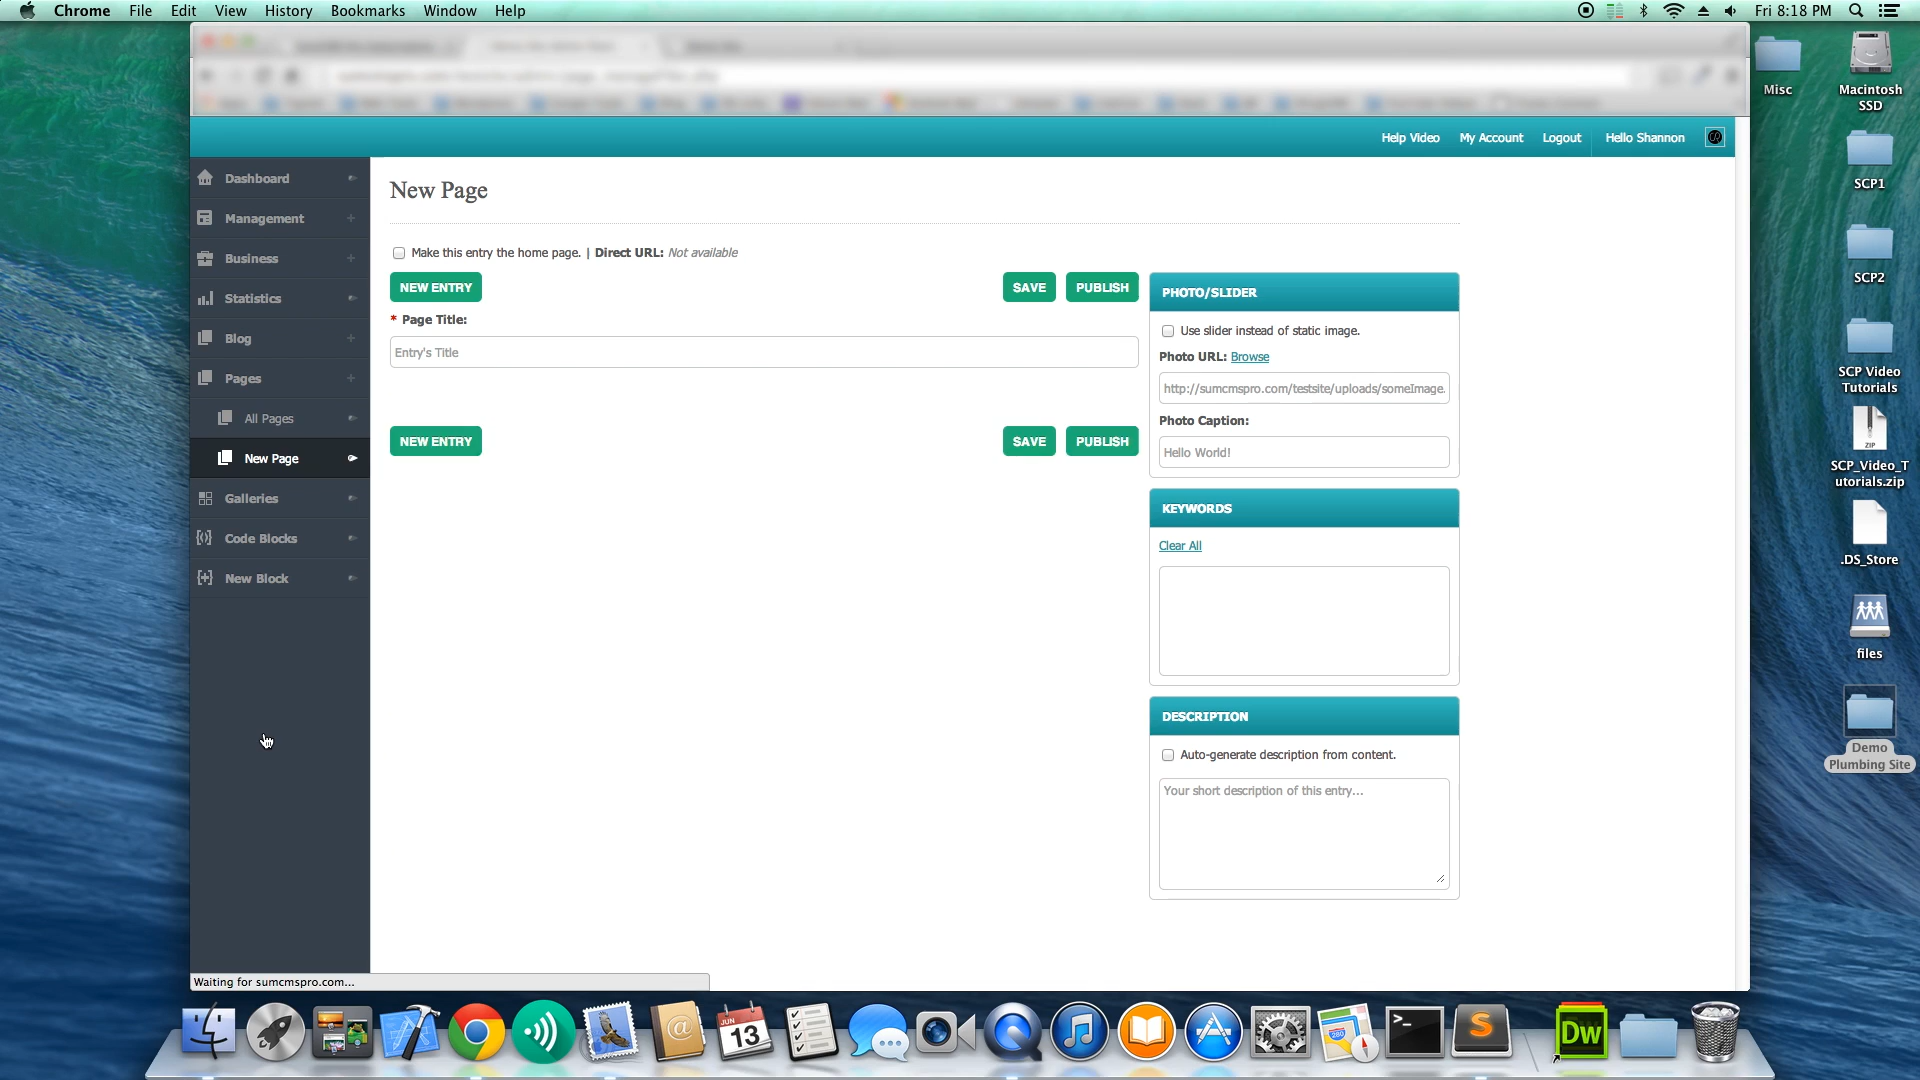 Chrome File Edit View History Bookmarks Window Help
Fri 8:18 PM
Misc
Macintosh SSD
SCP1
SCP2
SCP Video Tutorials
ZIP
SCP_Video_Tutorials.zip
.DS_Store
files
Demo Plumbing Site
Help Video My Account Logout Hello Shannon
Dashboard
Management
Business
Statistics
Blog
Pages
All Pages
New Page
Galleries
Code Blocks
New Block
New Page
Make this entry the home page. | Direct URL: Not available
NEW ENTRY SAVE PUBLISH
* Page Title:
Entry's Title
NEW ENTRY SAVE PUBLISH
PHOTO/SLIDER
Use slider instead of static image.
Photo URL: Browse
http://sumcmspro.com/testsite/uploads/someImage.
Photo Caption:
Hello World!
KEYWORDS
Clear All
DESCRIPTION
Auto-generate description from content.
Your short description of this entry...
Waiting for sumcmspro.com...
JUN
13
280
Dw